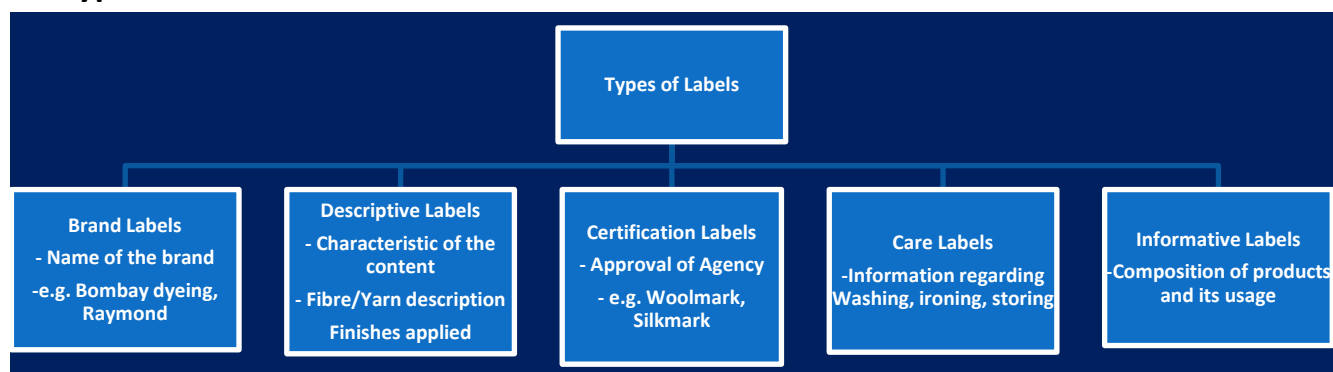 Types of Labels
Brand Labels
- Name of the brand
-e.g. Bombay dyeing,
Raymond
Descriptive Labels
- Characteristic of the
content
- Fibre/Yarn description
Finishes applied
Certification Labels
- Approval of Agency
- e.g. Woolmark,
Silkmark
Care Labels
-Information regarding
Washing, ironing, storing
Informative Labels
-Composition of products
and its usage